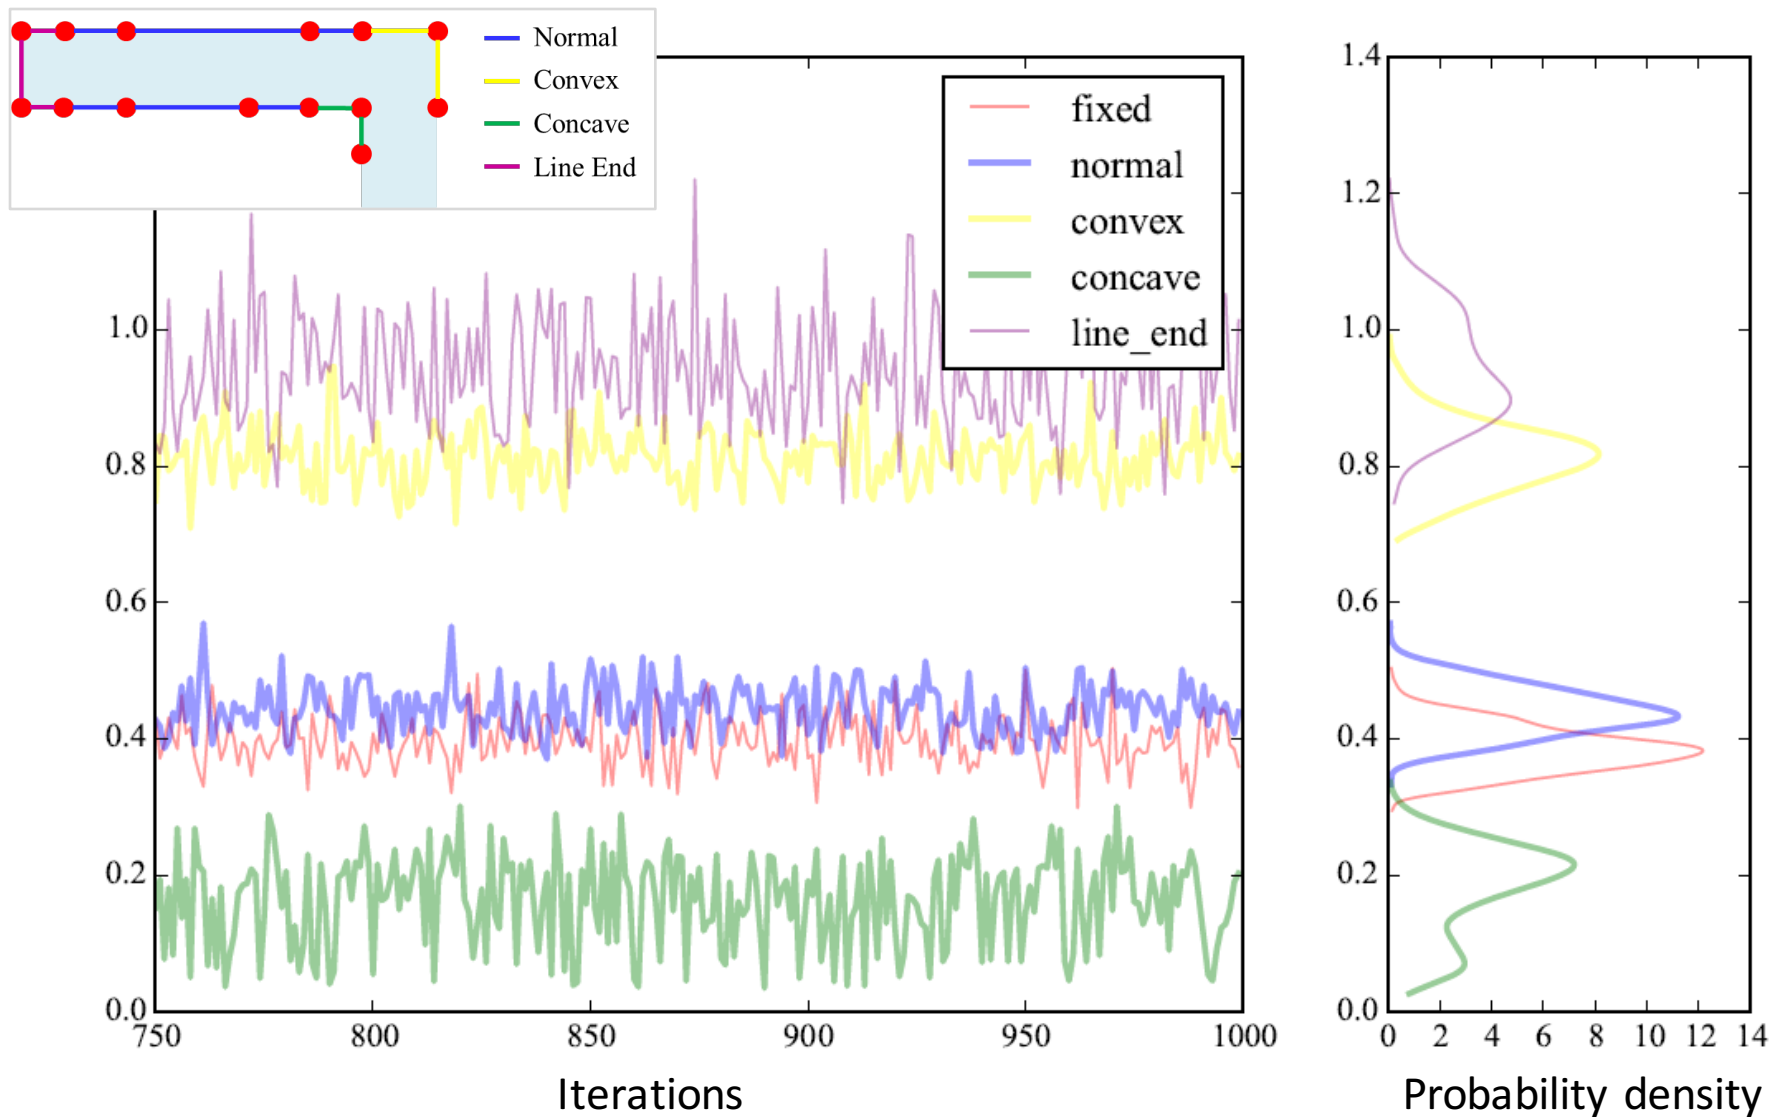 Normal
Convex
Concave
Line End
fixed
normal
convex
concave
line_end
1.0
0.8
0.6
0.4
0.2
0.0
750 800 850 900 950 1000
Iterations
1.4
1.2
1.0
0.8
0.6
0.4
0.2
0.0
0 2 4 6 8 10 12 14
Probability density